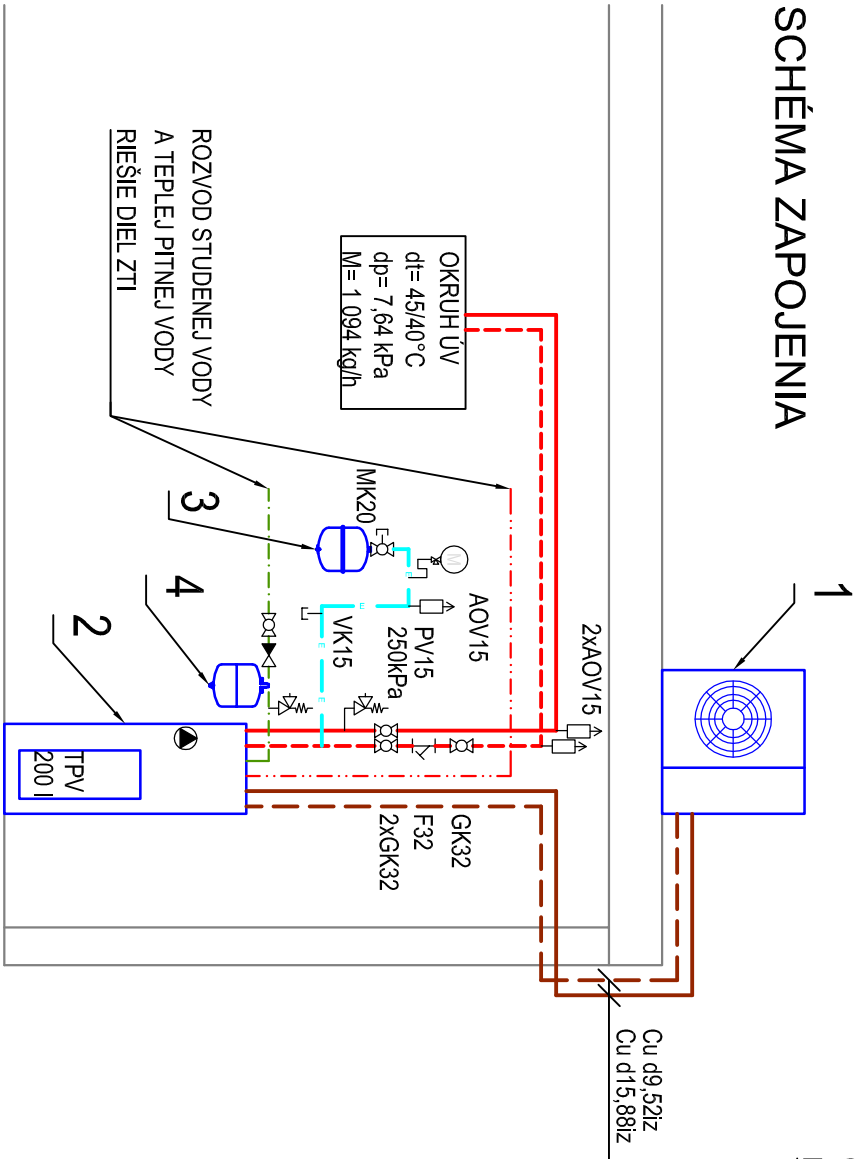 SCHÉMA ZAPOJENIA
1
Cu d9,52iz
Cu d15,88iz
2xAOV15
OKRUH ÚV
dt= 45/40°C
dp= 7,64 kPa
M= 1 094 kg/h
AOV15
M
MK20
PV15
250kPa
VK15
E
E
E
E
GK32
F32
2xGK32
ROZVOD STUDENEJ VODY
A TEPLEJ PITNEJ VODY
RIEŠIE DIEL ZTI
3
4
2
TPV
200 l